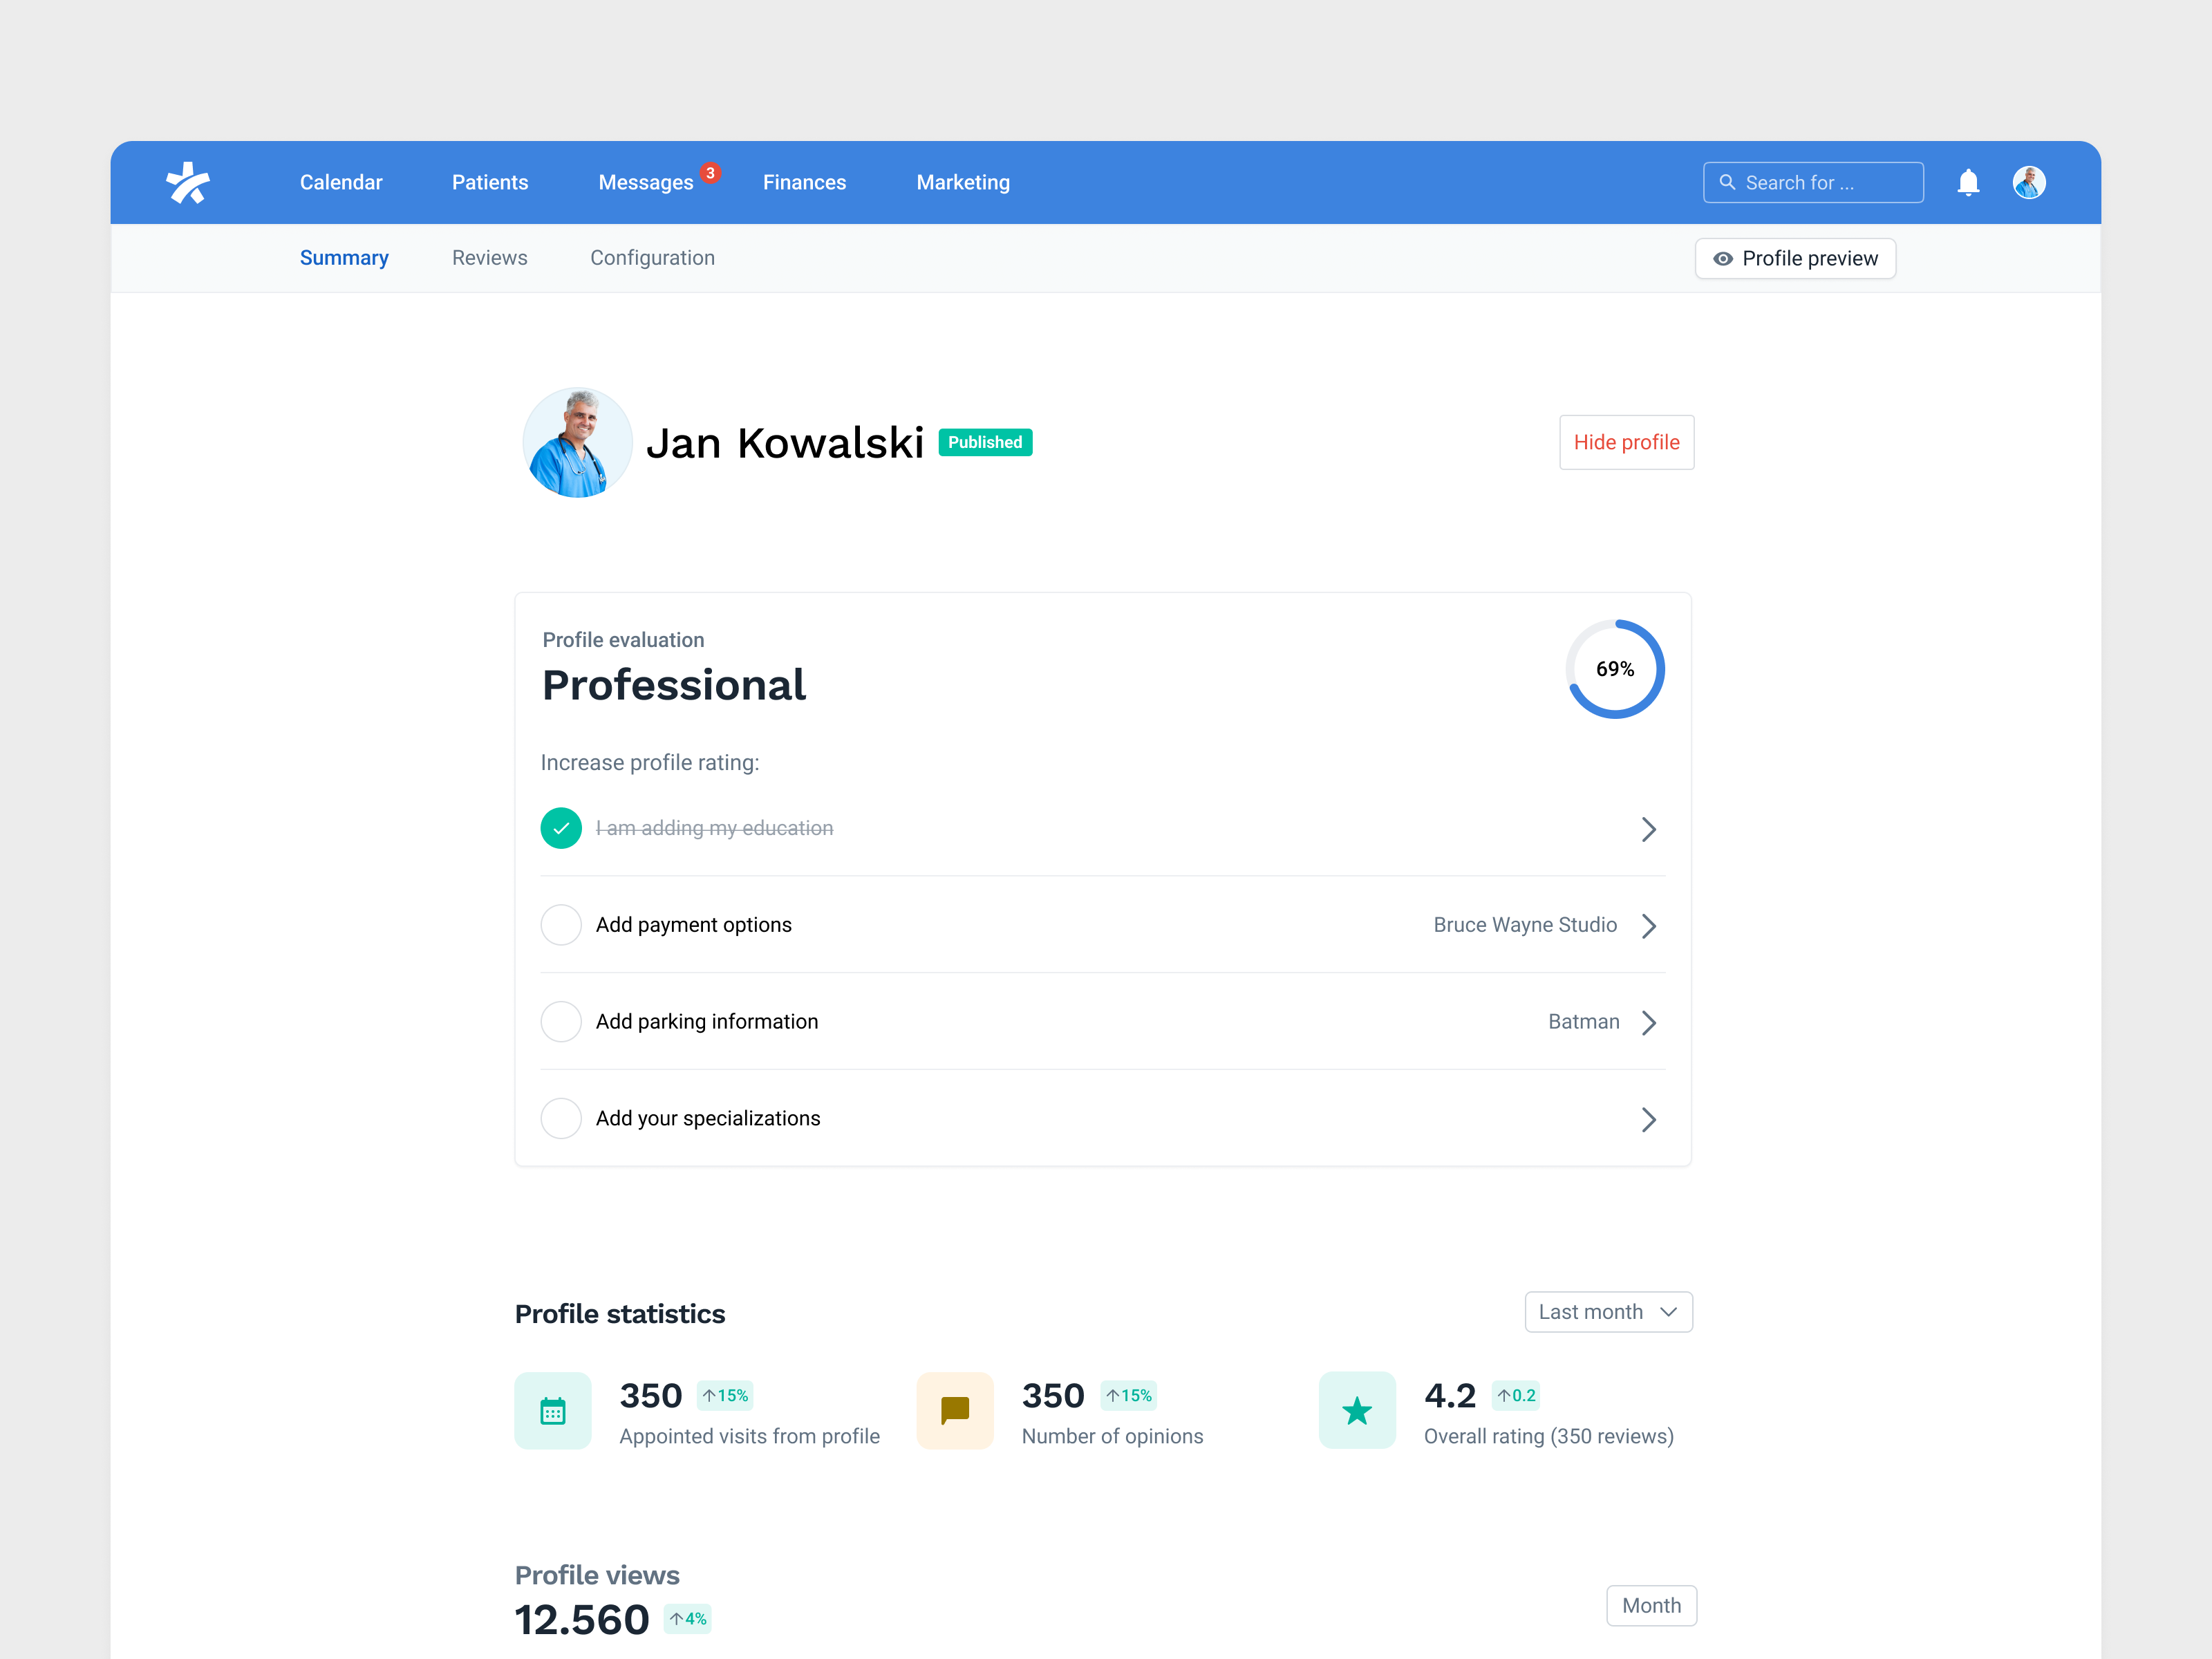 Calendar
Patients
Messages 3
Finances
Marketing
Search for ...
Summary
Reviews
Configuration
Profile preview
Jan Kowalski
Published
Hide profile
Profile evaluation
Professional
69%
Increase profile rating:
I am adding my education
Add payment options
Bruce Wayne Studio
Add parking information
Batman
Add your specializations
Profile statistics
Last month
350 ↑15%
Appointed visits from profile
350 ↑15%
Number of opinions
4.2 ↑0.2
Overall rating (350 reviews)
Profile views
12.560 ↑4%
Month